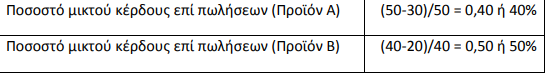 Ποσοστό μικτού κέρδους επί πωλήσεων (Προϊόν Α) (50-30)/50 = 0,40 ή 40%
Ποσοστό μικτού κέρδους επί πωλήσεων (Προϊόν Β) (40-20)/40 = 0,50 ή 50%